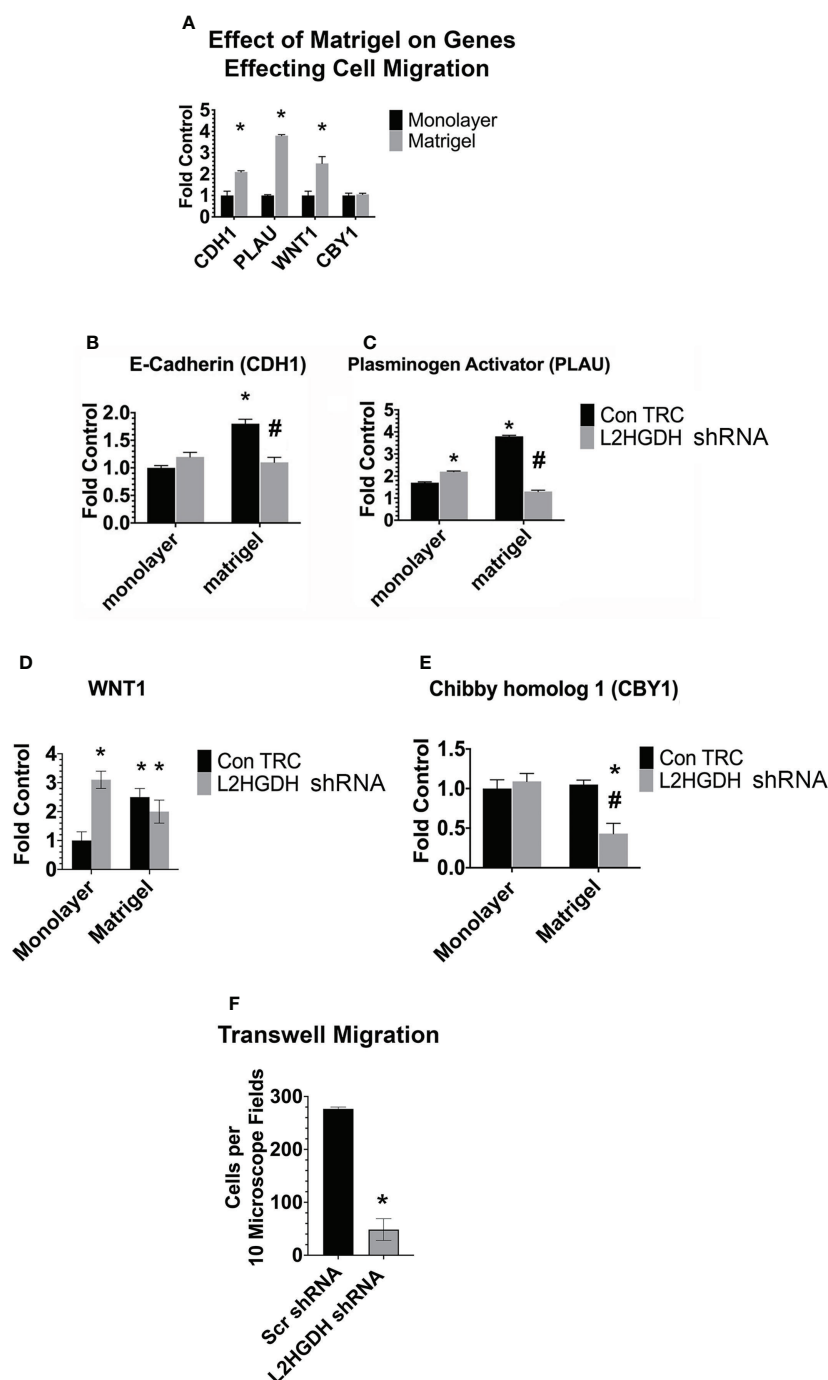 A
Effect of Matrigel on Genes
Effecting Cell Migration
Fold Control
5
4
3
2
1
0
* * *
Monolayer
Matrigel
CDH1 PLAU WNT1 CBY1
B
E-Cadherin (CDH1)
Fold Control
2.0
1.5
1.0
0.5
0.0
*
#
monolayer matrigel
C
Plasminogen Activator (PLAU)
Fold Control
5
4
3
2
1
0
* *
#
Con TRC
L2HGDH shRNA
monolayer matrigel
D
WNT1
Fold Control
4
3
2
1
0
* * *
Con TRC
L2HGDH shRNA
Monolayer Matrigel
E
Chibby homolog 1 (CBY1)
Fold Control
1.5
1.0
0.5
0.0
*
#
Con TRC
L2HGDH shRNA
Monolayer Matrigel
F
Transwell Migration
Cells per
10 Microscope Fields
300
200
100
0
*
Scr shRNA L2HGDH shRNA